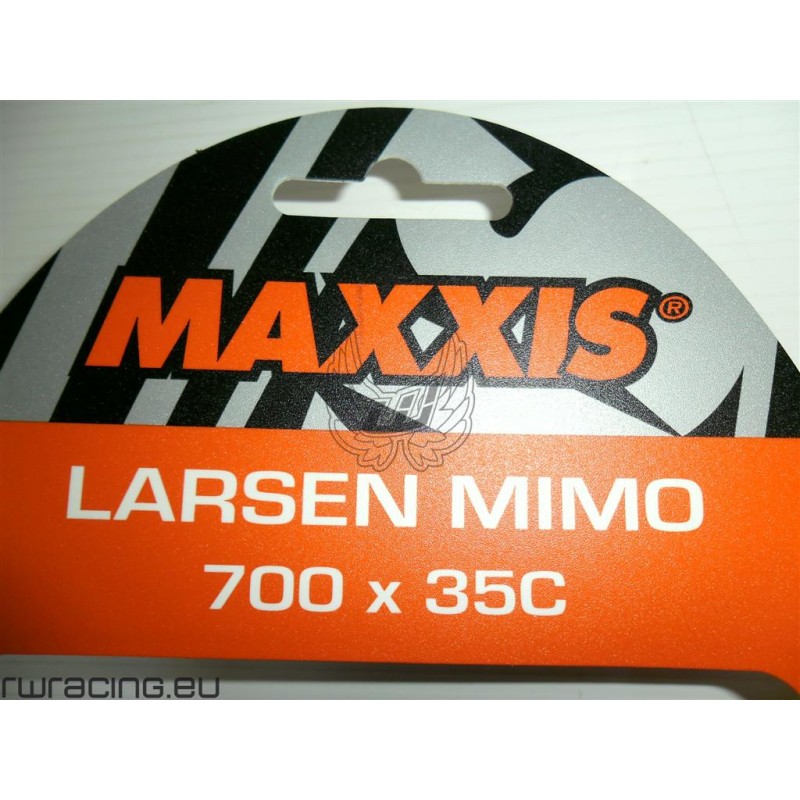 MAXXIS®
LARSEN MIMO
700 x 35C
rwracing.eu